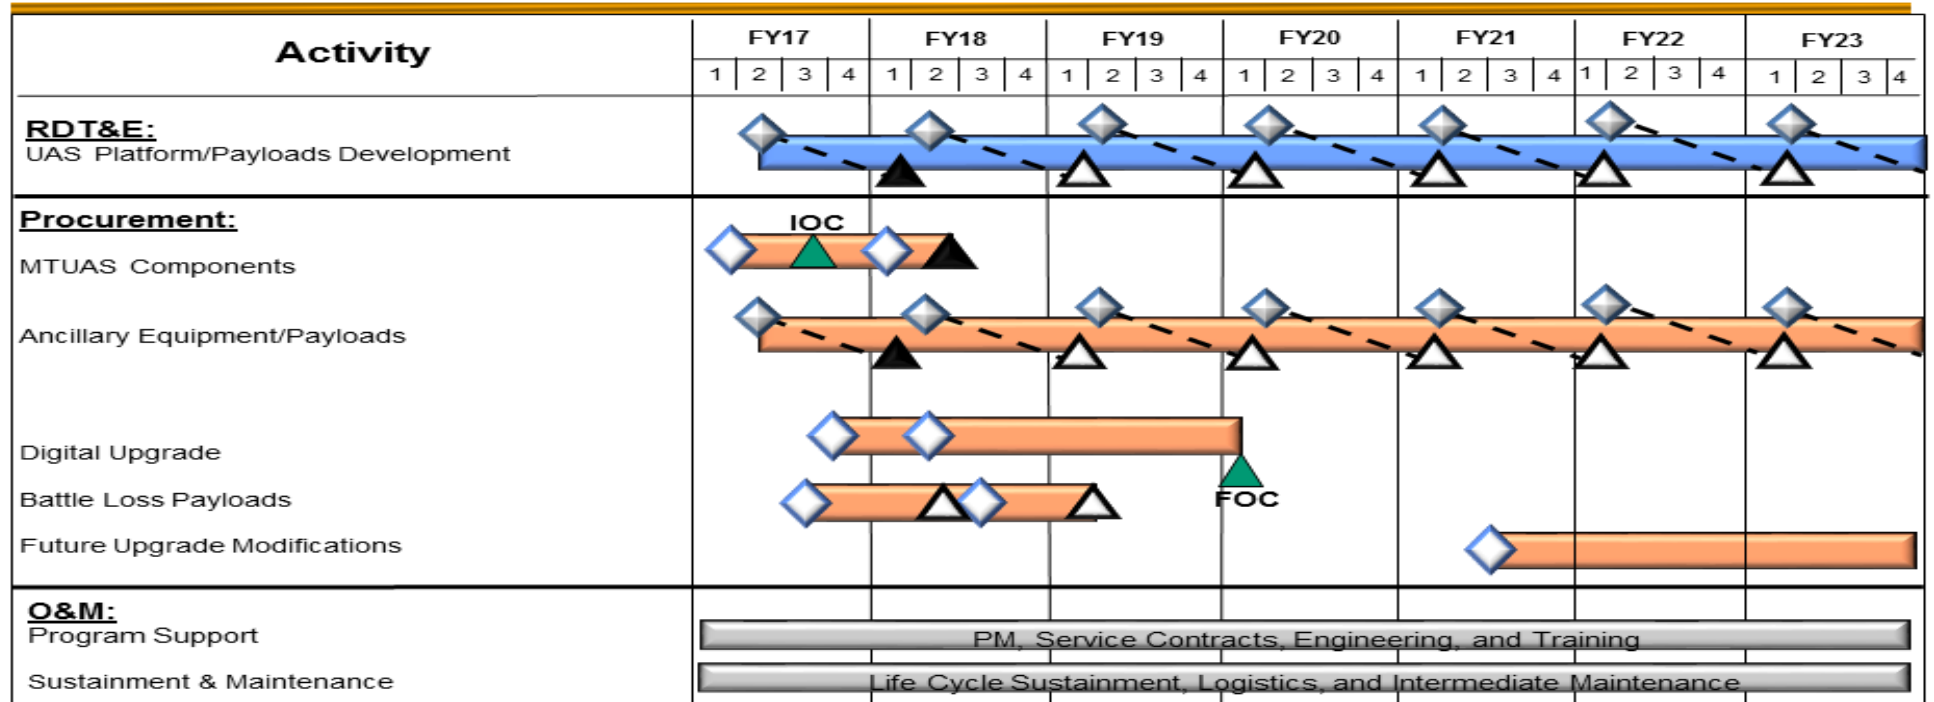 Activity
FY17 FY18 FY19 FY20 FY21 FY22 FY23
1 2 3 4 1 2 3 4 1 2 3 4 1 2 3 4 1 2 3 4 1 2 3 4 1 2 3 4
RDT&E:
UAS Platform/Payloads Development
Procurement:
IOC
MTUAS Components
Ancillary Equipment/Payloads
Digital Upgrade
Battle Loss Payloads
FOC
Future Upgrade Modifications
O&M:
Program Support
PM, Service Contracts, Engineering, and Training
Sustainment & Maintenance
Life Cycle Sustainment, Logistics, and Intermediate Maintenance